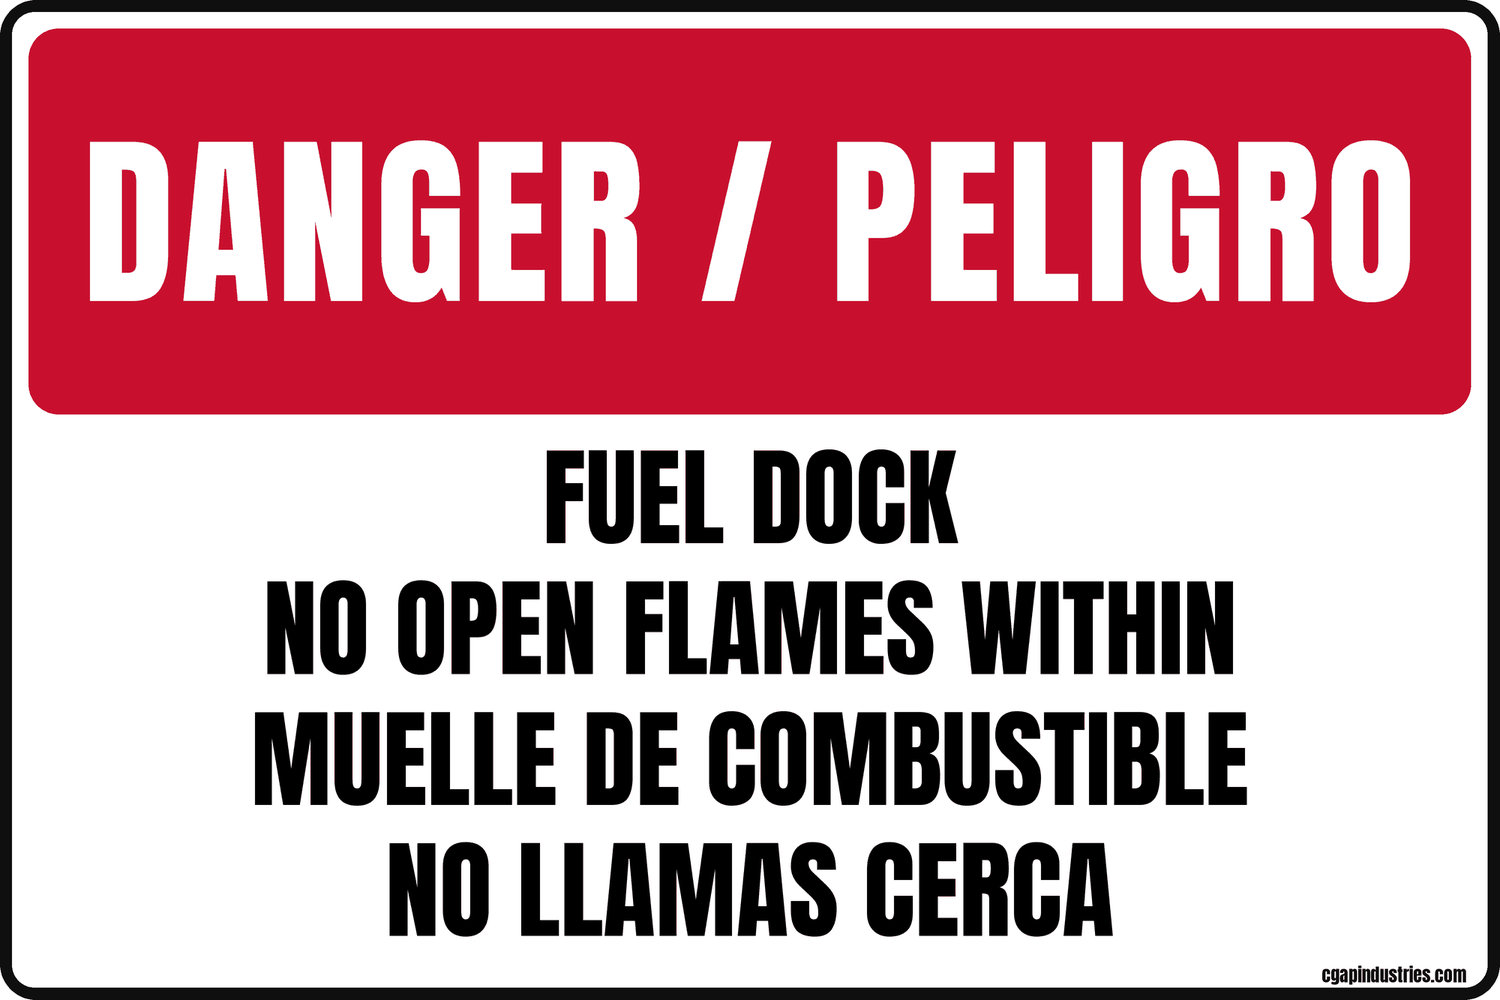 DANGER / PELIGRO
FUEL DOCK
NO OPEN FLAMES WITHIN
MUELLE DE COMBUSTIBLE
NO LLAMAS CERCA
cgapindustries.com